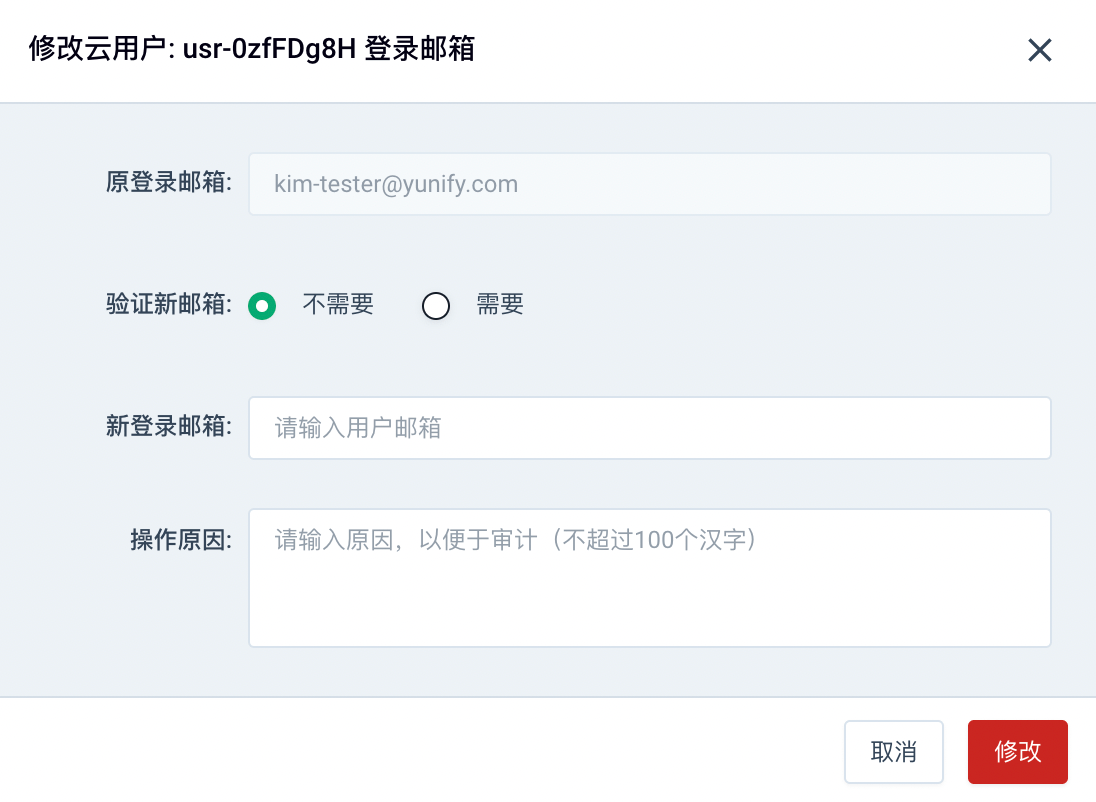 修改云用户: usr-0zfFDg8H 登录邮箱
原登录邮箱: kim-tester@yunify.com
验证新邮箱: 不需要 需要
新登录邮箱: 请输入用户邮箱
操作原因: 请输入原因，以便于审计（不超过100个汉字）
取消 修改